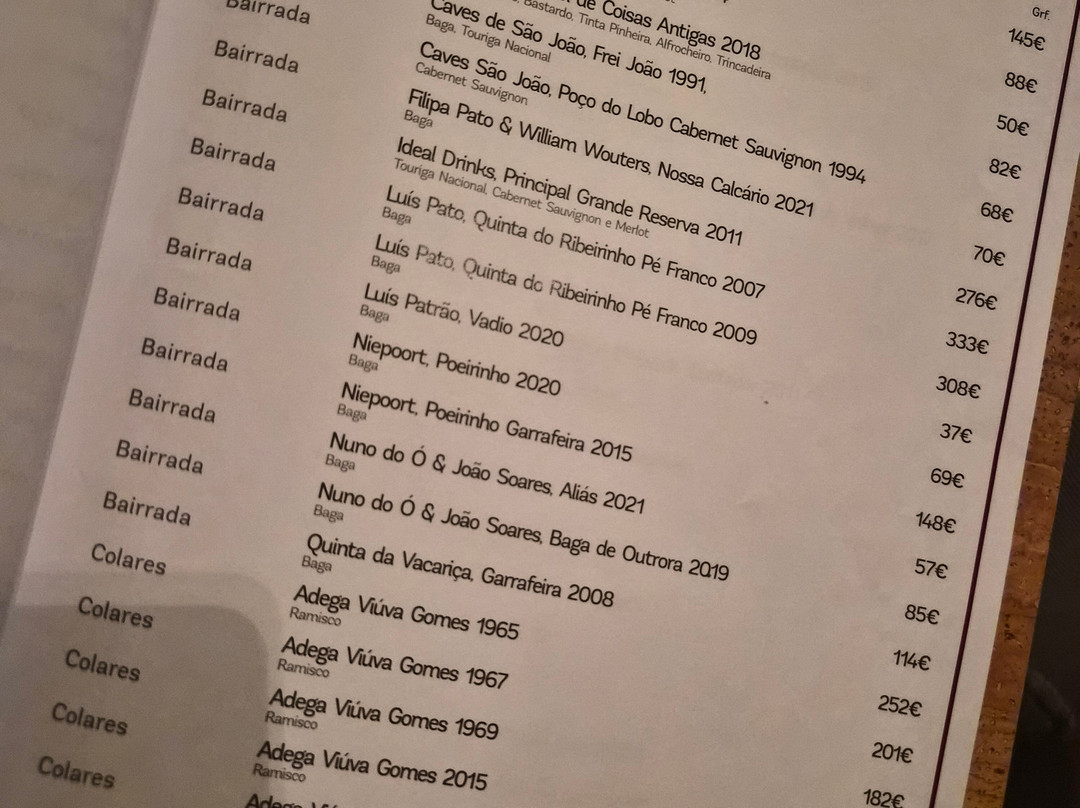 Grf.
145€
88€
de Coisas Antigas 2018 50€
Bastardo, Tinta Pinheira, Alfrocheiro, Trincadeira
Caves de São João, Frei João 1991, 82€
Baga, Touriga Nacional
Bairrada Caves São João, Poço do Lobo Cabernet Sauvignon 1994 68€
Cabernet Sauvignon
Bairrada Filipa Pato & William Wouters, Nossa Calcário 2021 70€
Baga
Bairrada Ideal Drinks, Principal Grande Reserva 2011 276€
Touriga Nacional, Cabernet Sauvignon e Merlot
Bairrada Luís Pato, Quinta do Ribeirinho Pé Franco 2007 333€
Baga
Bairrada Luís Pato, Quinta do Ribeirinho Pé Franco 2009 308€
Baga
Bairrada Luís Patrão, Vadio 2020 37€
Baga
Bairrada Niepoort, Poeirinho 2020 69€
Baga
Bairrada Niepoort, Poeirinho Garrafeira 2015 148€
Baga
Bairrada Nuno do Ó & João Soares, Aliás 2021 57€
Baga
Bairrada Nuno do Ó & João Soares, Baga de Outrora 2019 85€
Baga
Bairrada Quinta da Vacariça, Garrafeira 2008 114€
Baga
Colares Adega Viúva Gomes 1965 252€
Ramisco
Colares Adega Viúva Gomes 1967 201€
Ramisco
Colares Adega Viúva Gomes 1969 182€
Ramisco
Colares Adega Viúva Gomes 2015
Ramisco
Colares Adega